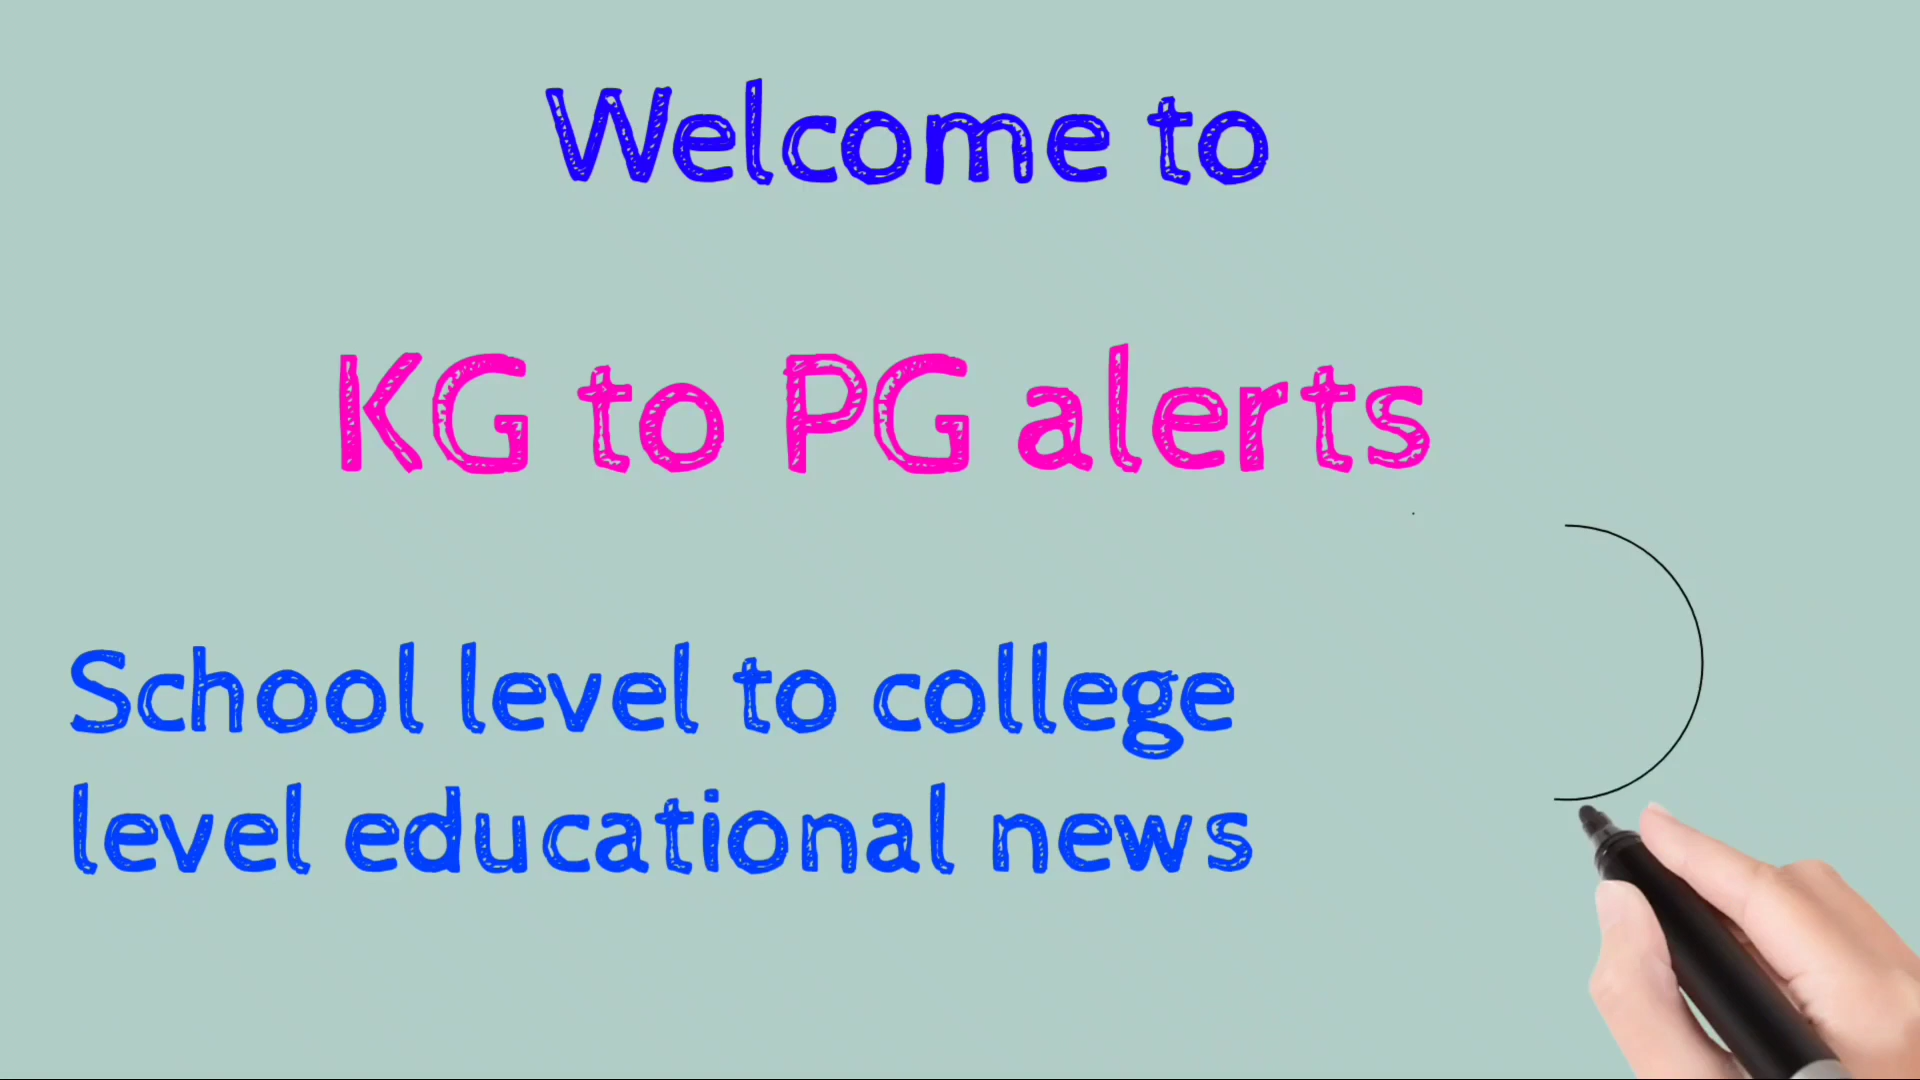 Welcome to
KG to PG alerts
School level to college
level educational news